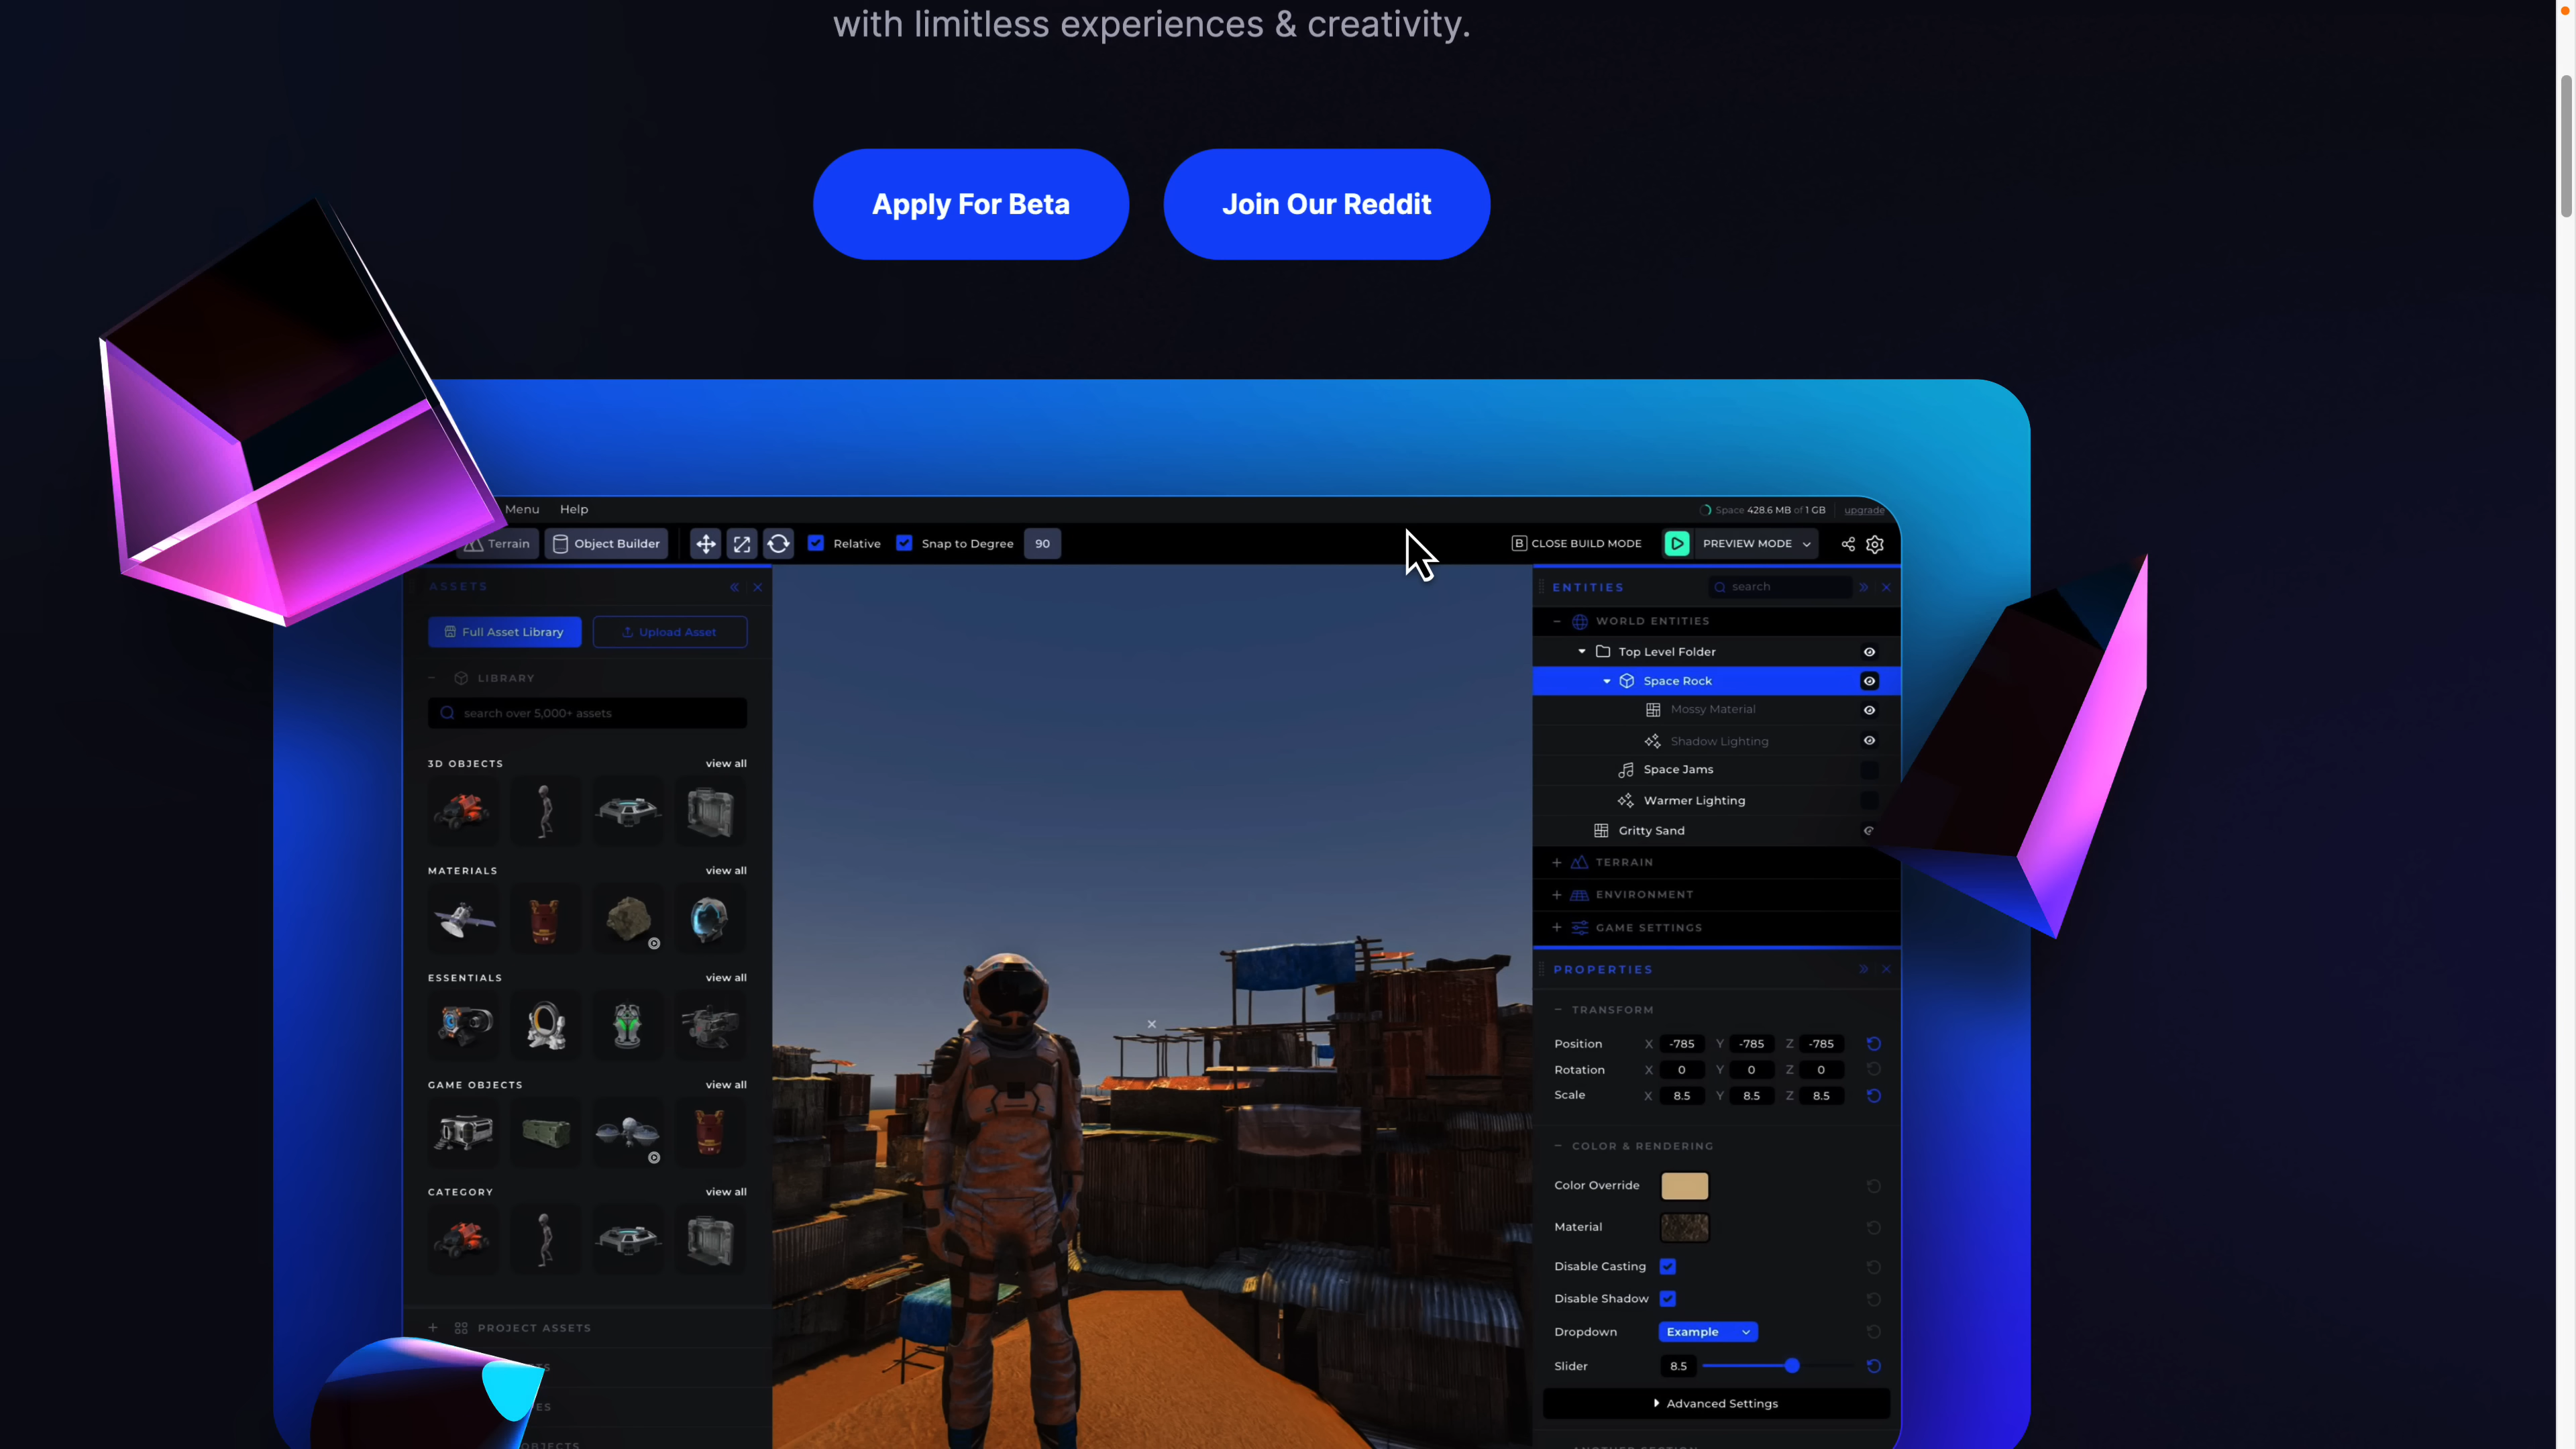 with limitless experiences & creativity.
Apply For Beta
Join Our Reddit
Menu Help
Space 428.6 MB of 1 GB upgrade
Terrain Object Builder Relative Snap to Degree 90
B CLOSE BUILD MODE PREVIEW MODE
ASSETS
Full Asset Library Upload Asset
LIBRARY
search over 5,000+ assets
3D OBJECTS view all
MATERIALS view all
ESSENTIALS view all
GAME OBJECTS view all
CATEGORY view all
PROJECT ASSETS
ENTITIES search
WORLD ENTITIES
Top Level Folder
Space Rock
Mossy Material
Shadow Lighting
Space Jams
Warmer Lighting
Gritty Sand
TERRAIN
ENVIRONMENT
GAME SETTINGS
PROPERTIES
TRANSFORM
Position X -785 Y -785 Z -785
Rotation X 0 Y 0 Z 0
Scale X 8.5 Y 8.5 Z 8.5
COLOR & RENDERING
Color Override
Material
Disable Casting
Disable Shadow
Dropdown Example
Slider 8.5
Advanced Settings